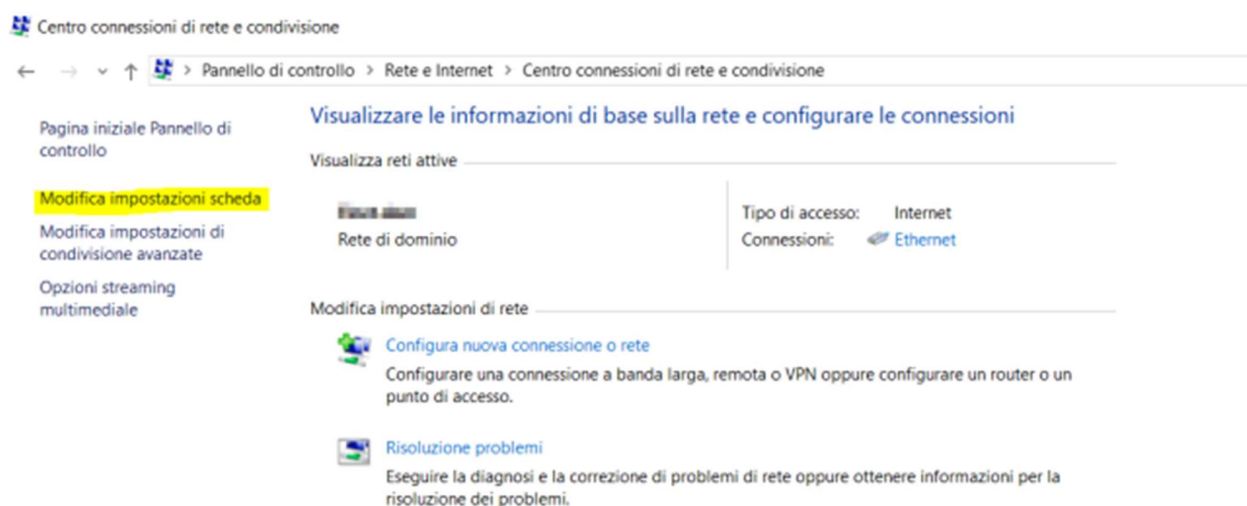 Centro connessioni di rete e condivisione
Pannello di controllo > Rete e Internet > Centro connessioni di rete e condivisione
Pagina iniziale Pannello di
controllo
Modifica impostazioni scheda
Modifica impostazioni di
condivisione avanzate
Opzioni streaming
multimediale
Visualizzare le informazioni di base sulla rete e configurare le connessioni
Visualizza reti attive
Rete di dominio
Tipo di accesso: Internet
Connessioni: Ethernet
Modifica impostazioni di rete
Configura nuova connessione o rete
Configurare una connessione a banda larga, remota o VPN oppure configurare un router o un
punto di accesso.
Risoluzione problemi
Eseguire la diagnosi e la correzione di problemi di rete oppure ottenere informazioni per la
risoluzione dei problemi.